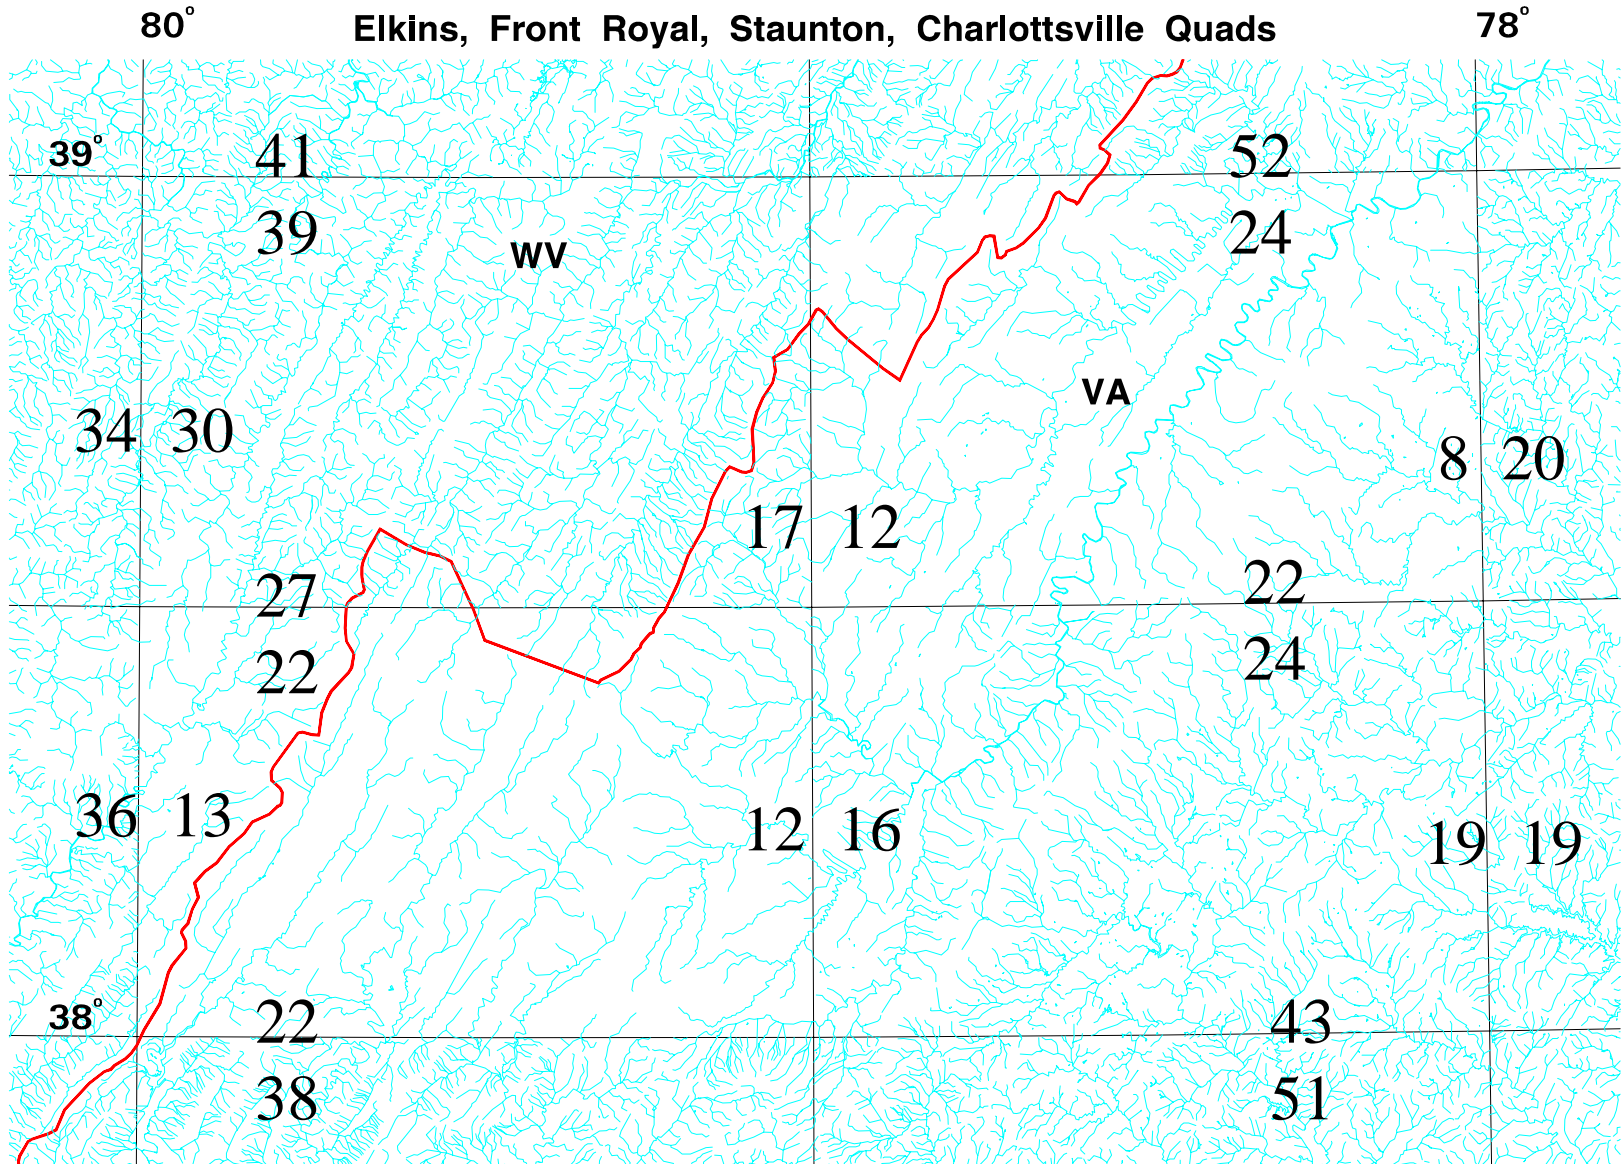 80° Elkins, Front Royal, Staunton, Charlottsville Quads 78°
39° 41 52
39 24
WV
VA
34 30 8 20
17 12
27 22
22 24
36 13 12 16 19 19
38° 22 43
38 51